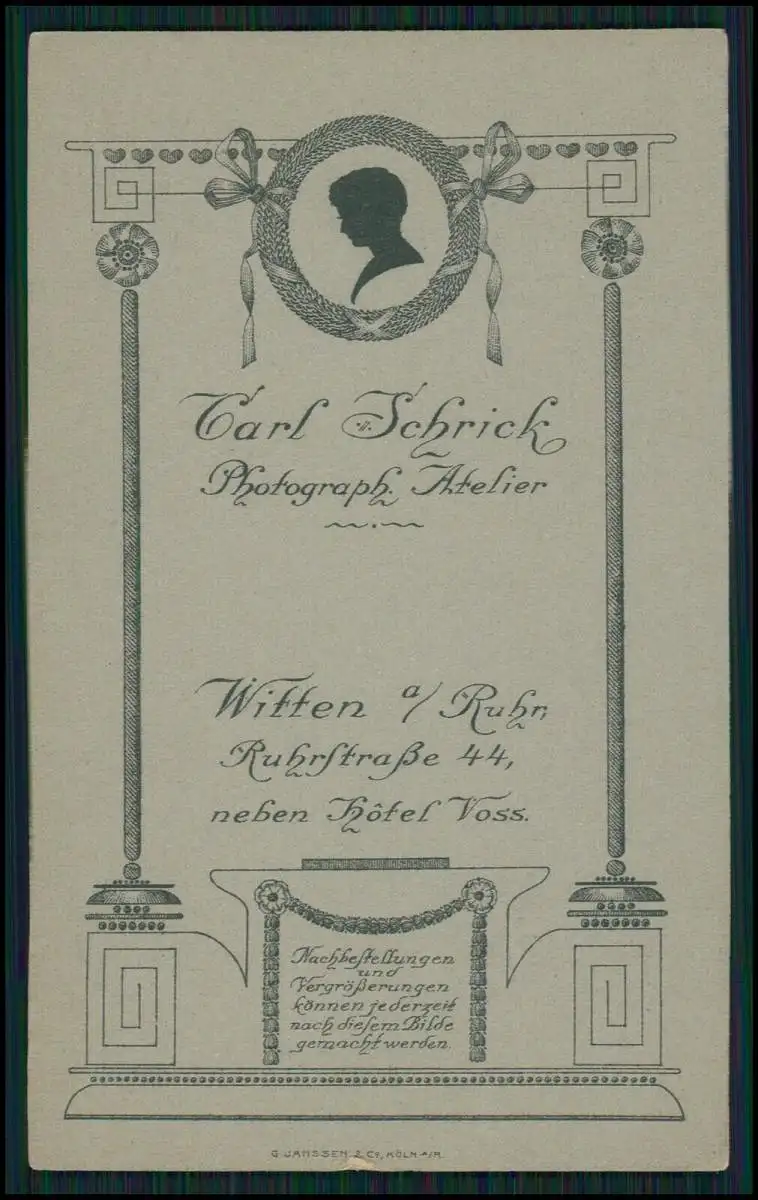 Carl Schrick
Photograph. Atelier
Witten a/ Ruhr,
Ruhrstraße 44,
neben Hôtel Voss.
Nachbestellungen
und
Vergrößerungen
können jederzeit
nach diesem Bilde
gemacht werden.
G. JANSSEN & Co, KÖLN A/R.